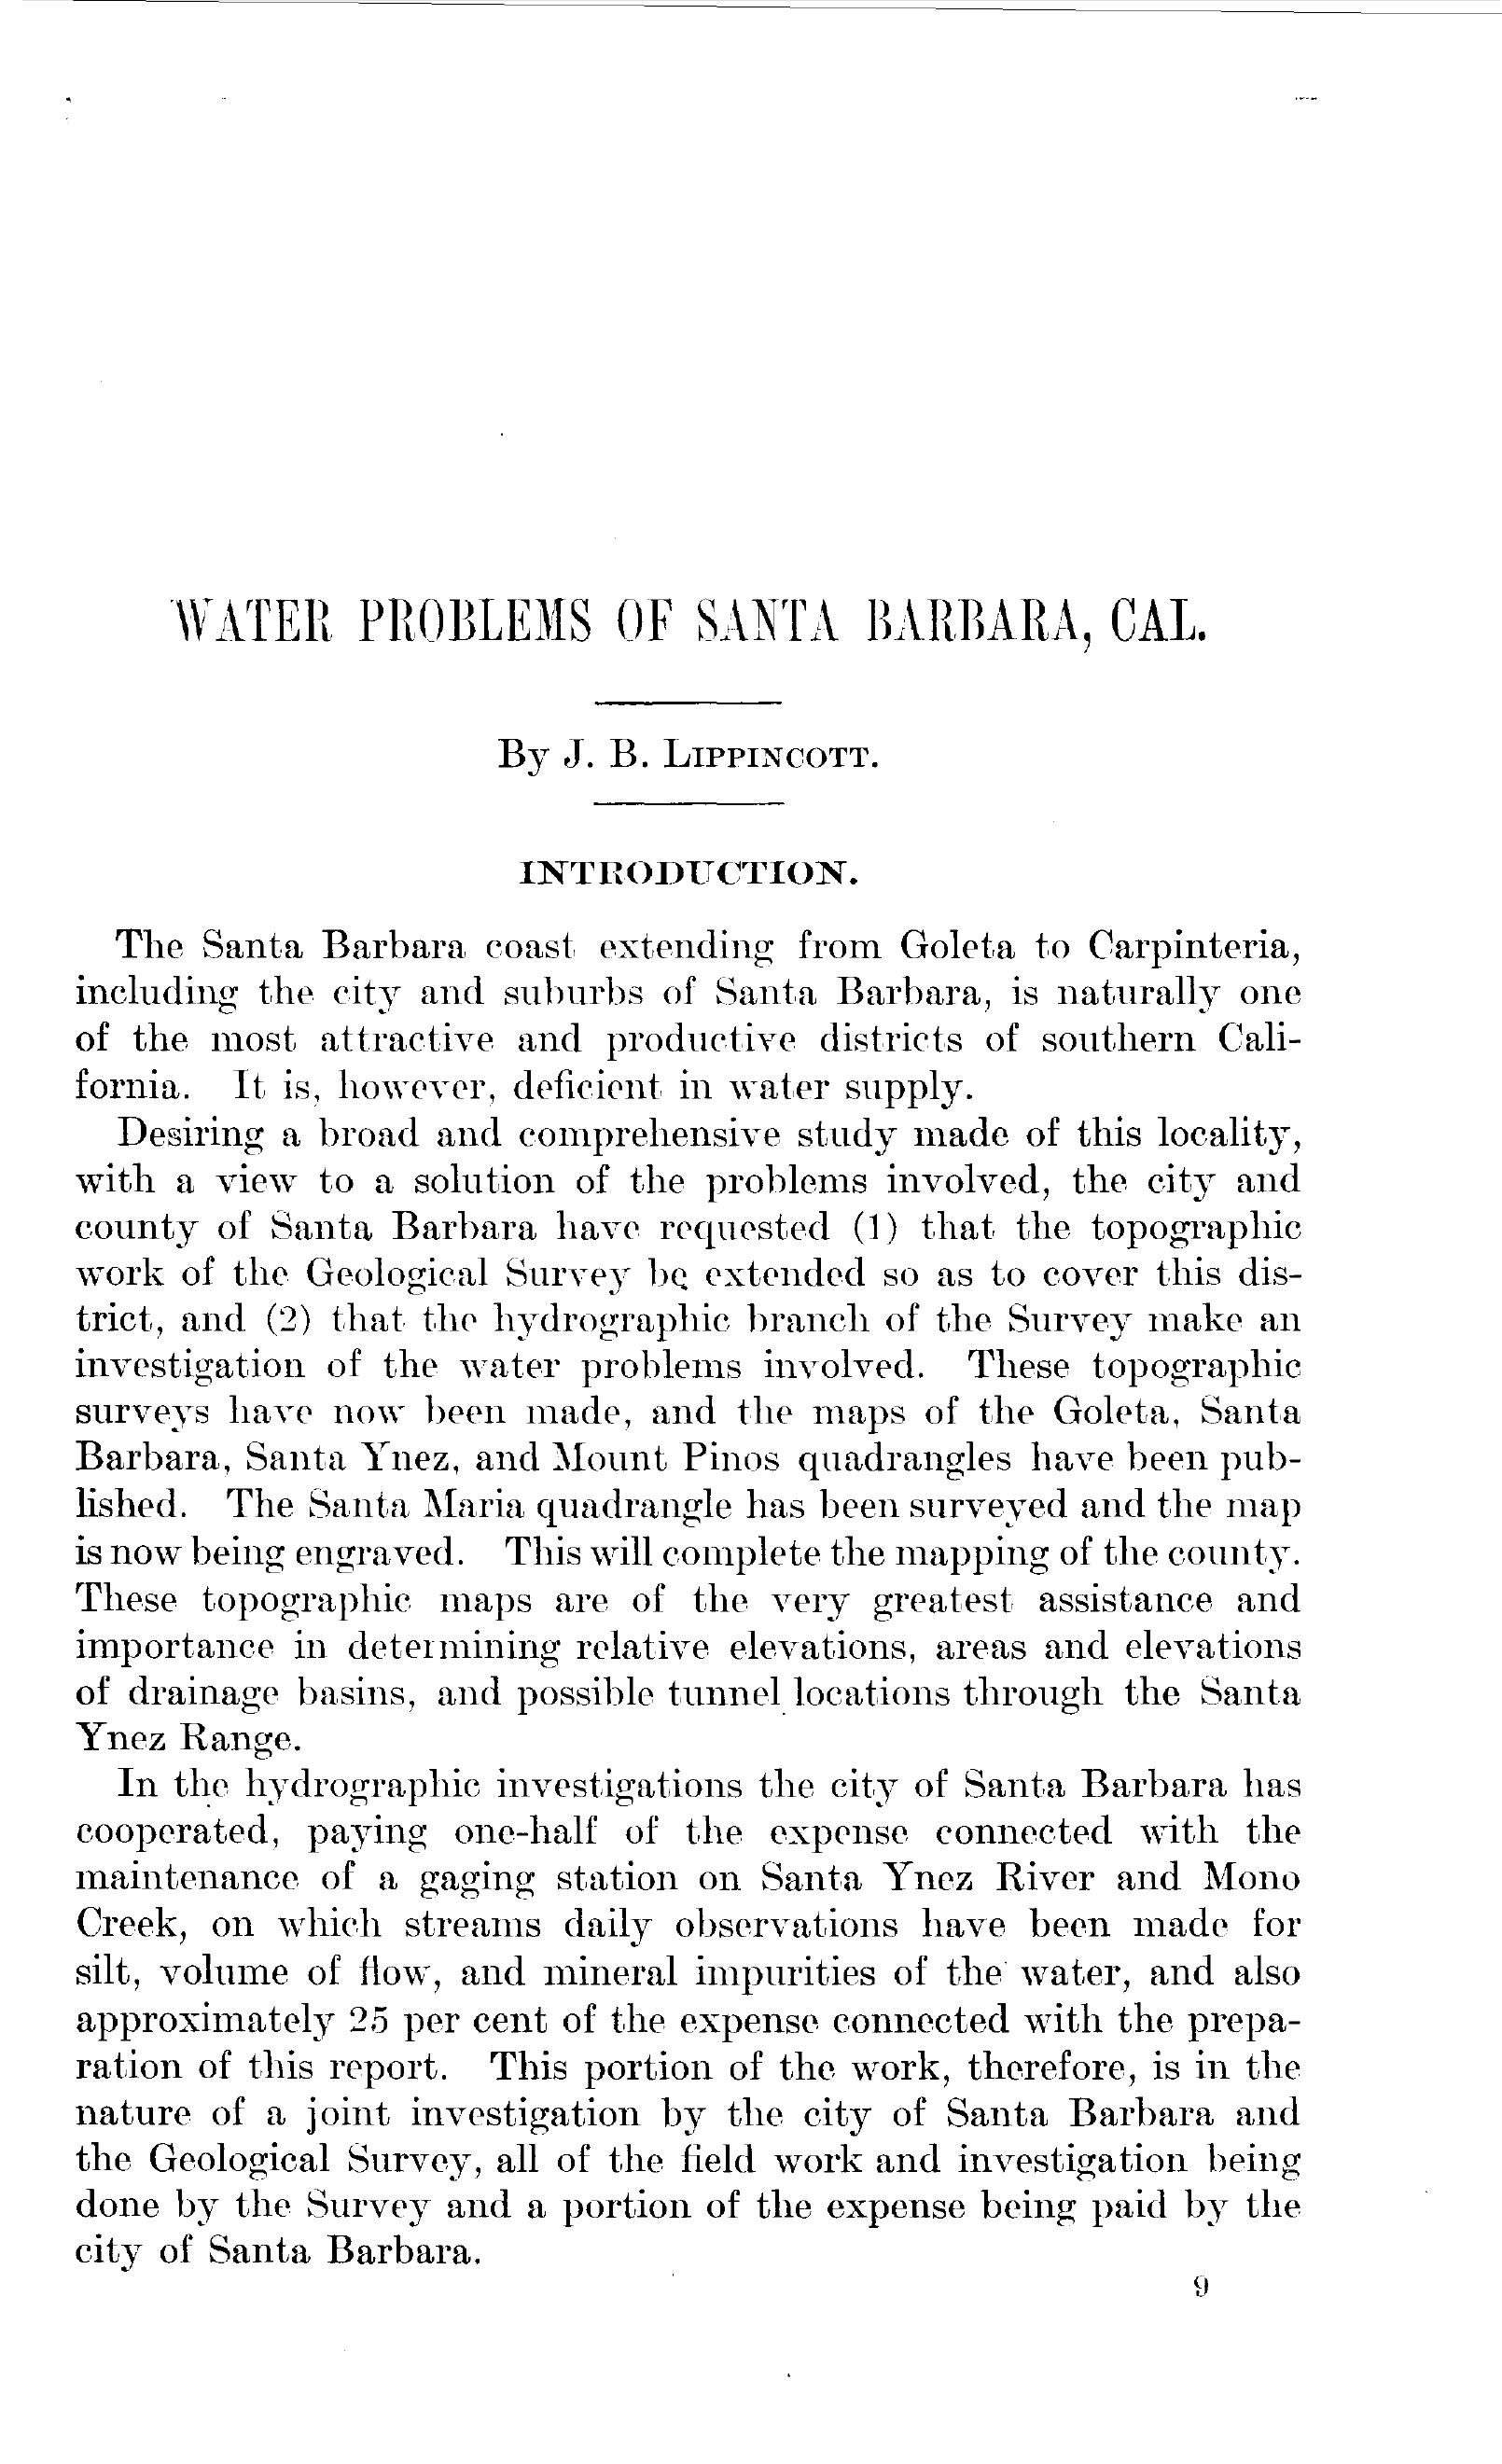 WATER PROBLEMS OF SANTA BARBARA, CAL.
By J. B. LIPPINCOTT.
INTRODUCTION.
The Santa Barbara coast extending from Goleta to Carpinteria,
including the city and suburbs of Santa Barbara, is naturally one
of the most attractive and productive districts of southern Cali-
fornia. It is, however, deficient in water supply.
Desiring a broad and comprehensive study made of this locality,
with a view to a solution of the problems involved, the city and
county of Santa Barbara have requested (1) that the topographic
work of the Geological Survey be extended so as to cover this dis-
trict, and (2) that the hydrographic branch of the Survey make an
investigation of the water problems involved. These topographic
surveys have now been made, and the maps of the Goleta, Santa
Barbara, Santa Ynez, and Mount Pinos quadrangles have been pub-
lished. The Santa Maria quadrangle has been surveyed and the map
is now being engraved. This will complete the mapping of the county.
These topographic maps are of the very greatest assistance and
importance in determining relative elevations, areas and elevations
of drainage basins, and possible tunnel locations through the Santa
Ynez Range.
In the hydrographic investigations the city of Santa Barbara has
cooperated, paying one-half of the expense connected with the
maintenance of a gaging station on Santa Ynez River and Mono
Creek, on which streams daily observations have been made for
silt, volume of flow, and mineral impurities of the water, and also
approximately 25 per cent of the expense connected with the prepa-
ration of this report. This portion of the work, therefore, is in the
nature of a joint investigation by the city of Santa Barbara and
the Geological Survey, all of the field work and investigation being
done by the Survey and a portion of the expense being paid by the
city of Santa Barbara.
9